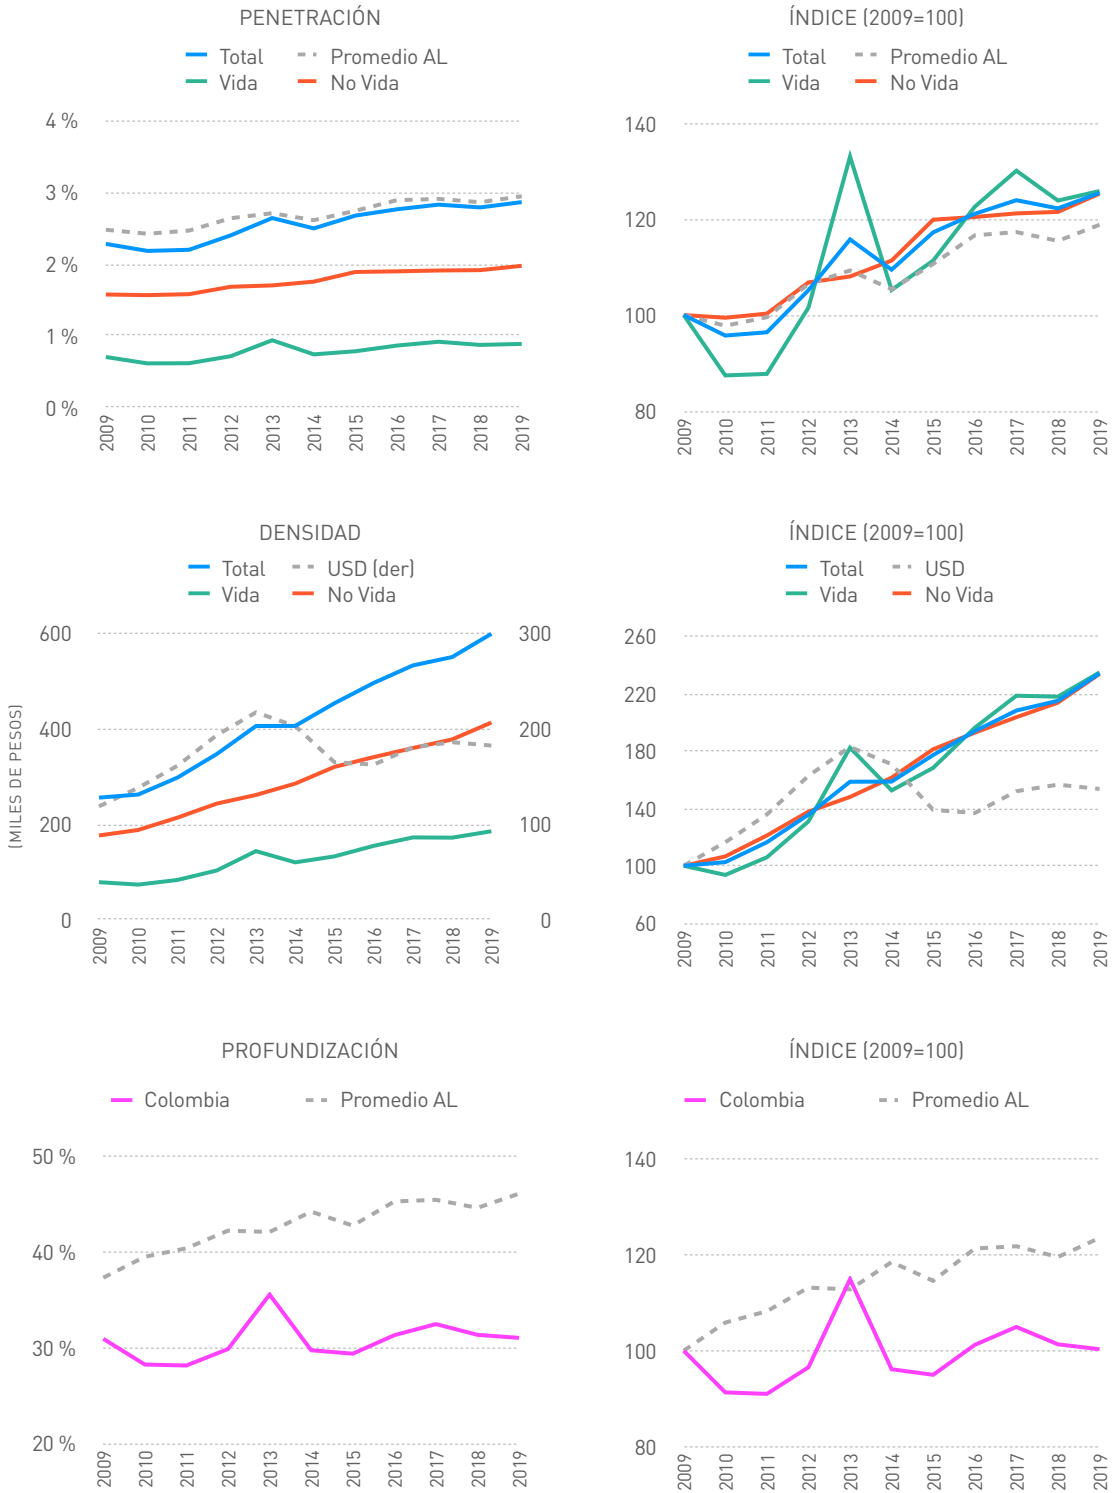 PENETRACIÓN
Total Promedio AL
Vida No Vida
4 %
3 %
2 %
1 %
0 %
2009 2010 2011 2012 2013 2014 2015 2016 2017 2018 2019
ÍNDICE (2009=100)
Total Promedio AL
Vida No Vida
140
120
100
80
2009 2010 2011 2012 2013 2014 2015 2016 2017 2018 2019
DENSIDAD
Total USD (der)
Vida No Vida
(MILES DE PESOS)
600 300
400 200
200 100
0 0
2009 2010 2011 2012 2013 2014 2015 2016 2017 2018 2019
ÍNDICE (2009=100)
Total USD
Vida No Vida
260
220
180
140
100
60
2009 2010 2011 2012 2013 2014 2015 2016 2017 2018 2019
PROFUNDIZACIÓN
Colombia Promedio AL
50 %
40 %
30 %
20 %
2009 2010 2011 2012 2013 2014 2015 2016 2017 2018 2019
ÍNDICE (2009=100)
Colombia Promedio AL
140
120
100
80
2009 2010 2011 2012 2013 2014 2015 2016 2017 2018 2019